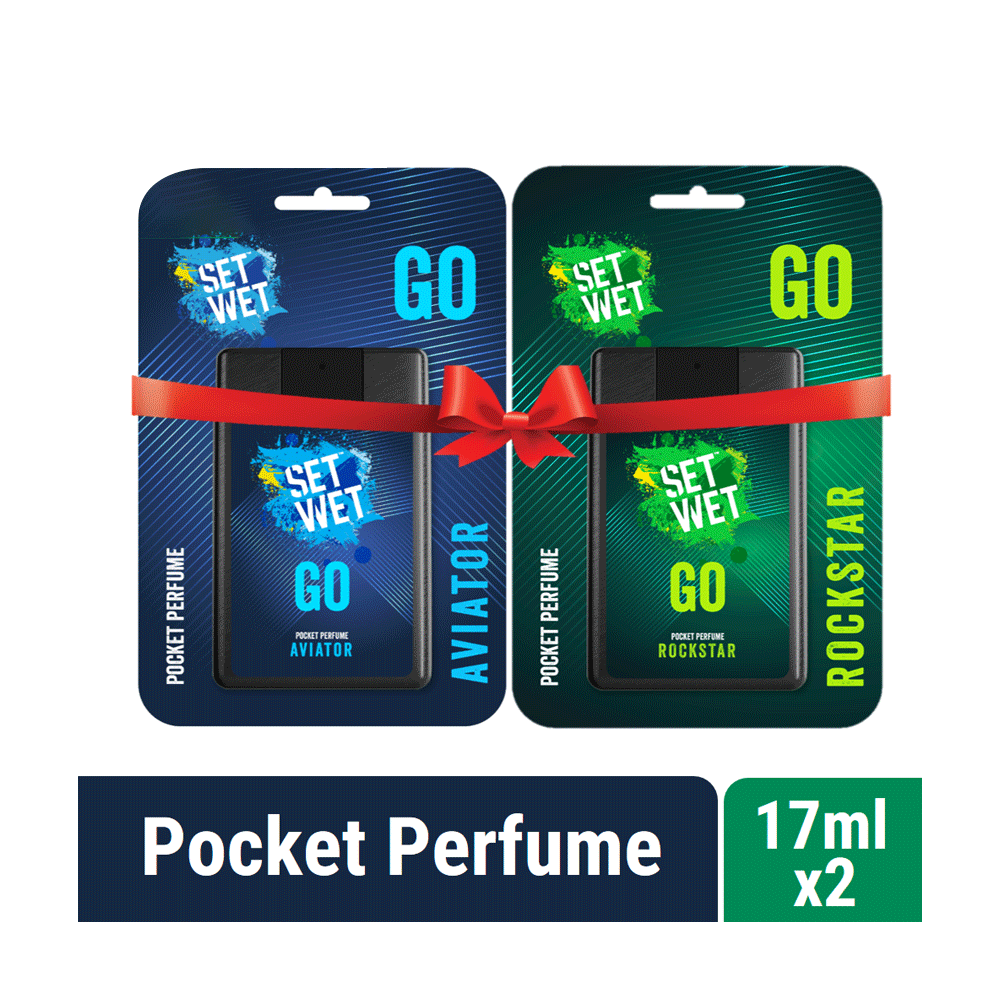 SET
WET
GO
POCKET PERFUME
SET
WET
GO
POCKET PERFUME
AVIATOR
AVIATOR
SET
WET
GO
POCKET PERFUME
SET
WET
GO
POCKET PERFUME
ROCKSTAR
ROCKSTAR
Pocket Perfume
17ml
x2